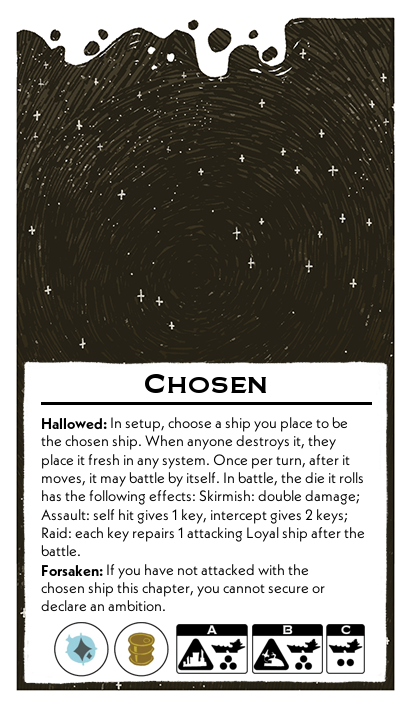 Chosen
Hallowed: In setup, choose a ship you place to be
the chosen ship. When anyone destroys it, they
place it fresh in any system. Once per turn, after it
moves, it may battle by itself. In battle, the die it rolls
has the following effects: Skirmish: double damage;
Assault: self hit gives 1 key, intercept gives 2 keys;
Raid: each key repairs 1 attacking Loyal ship after the
battle.
Forsaken: If you have not attacked with the
chosen ship this chapter, you cannot secure or
declare an ambition.
A B C